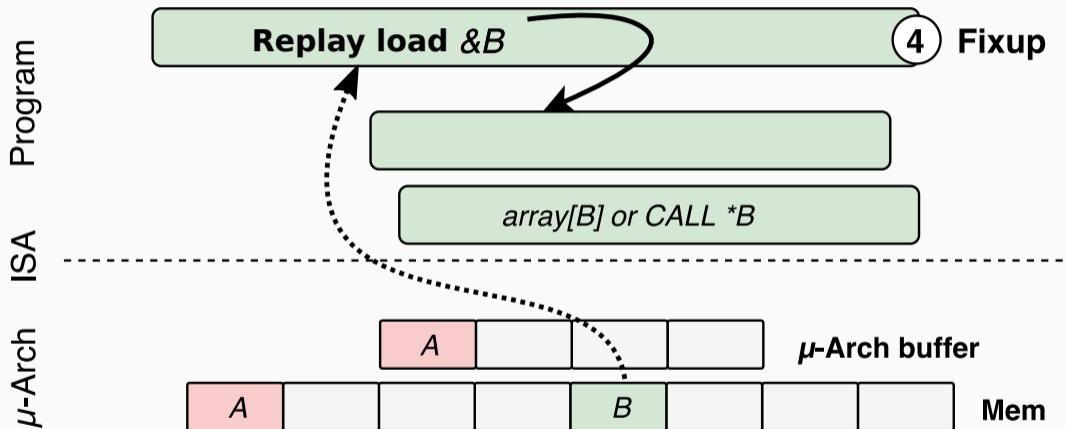 Program
Replay load &B
4 Fixup
array[B] or CALL *B
ISA
μ-Arch
A
μ-Arch buffer
A
B
Mem